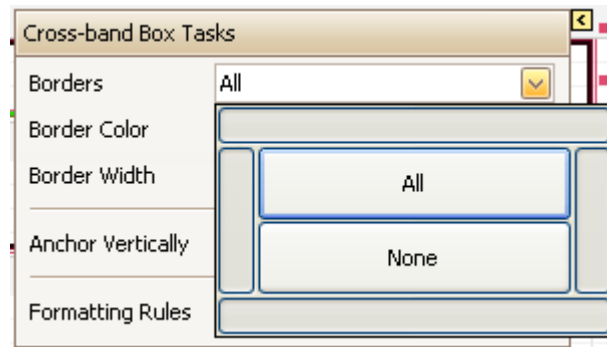 Cross-band Box Tasks
Borders All
Border Color
Border Width
All
Anchor Vertically
None
Formatting Rules